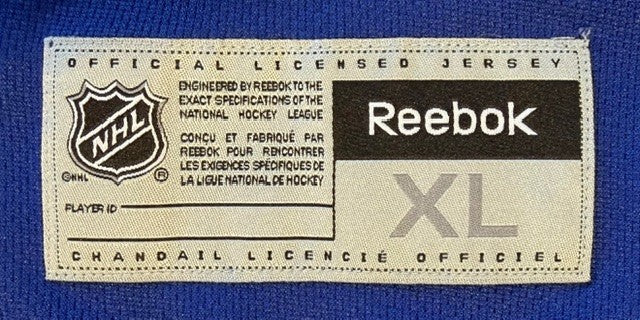 OFFICIAL LICENSED JERSEY
NHL
©NHL
®
ENGINEERED BY REEBOK TO THE
EXACT SPECIFICATIONS OF THE
NATIONAL HOCKEY LEAGUE
CONÇU ET FABRIQUÉ PAR
REEBOK POUR RENCONTRER
LES EXIGENCES SPÉCIFIQUES DE
LA LIGUE NATIONAL DE HOCKEY
PLAYER ID
Reebok
XL
CHANDAIL LICENCIÉ OFFICIEL